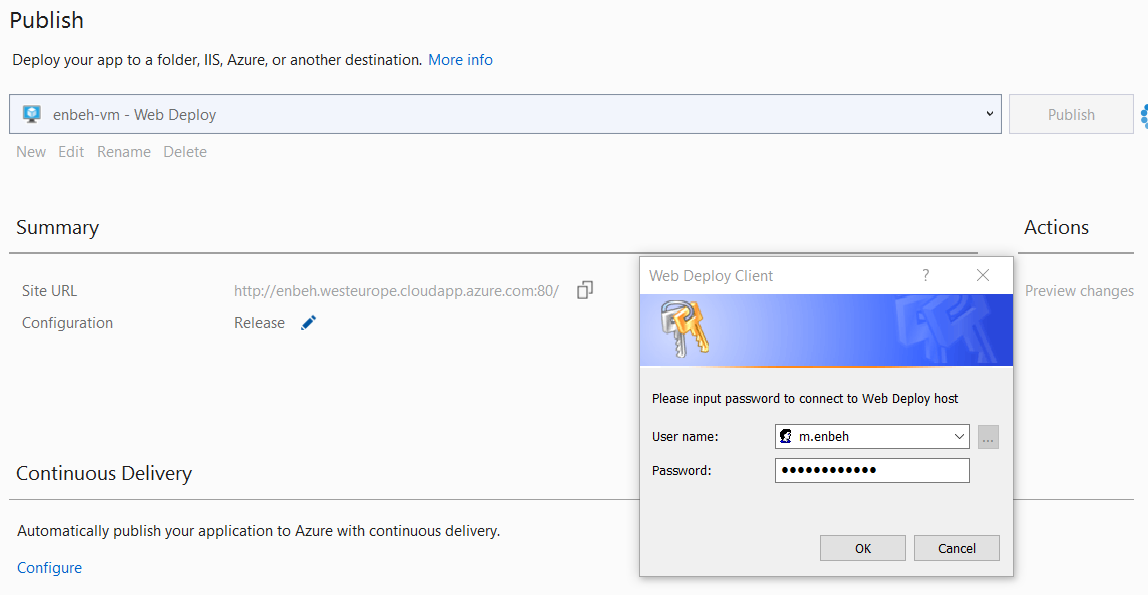 Publish
Deploy your app to a folder, IIS, Azure, or another destination. More info
enbeh-vm - Web Deploy
Publish
New Edit Rename Delete
Summary
Actions
Site URL
http://enbeh.westeurope.cloudapp.azure.com:80/
Preview changes
Configuration
Release
Web Deploy Client
?
Please input password to connect to Web Deploy host
User name:
m.enbeh
...
Password:
●●●●●●●●●●●●
OK
Cancel
Continuous Delivery
Automatically publish your application to Azure with continuous delivery.
Configure